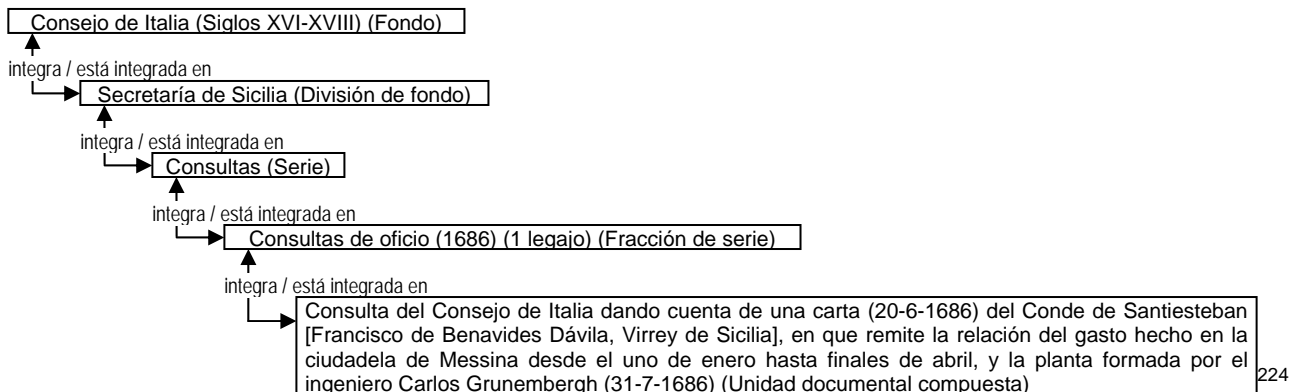 Consejo de Italia (Siglos XVI-XVIII) (Fondo)
integra / está integrada en
Secretaría de Sicilia (División de fondo)
integra / está integrada en
Consultas (Serie)
integra / está integrada en
Consultas de oficio (1686) (1 legajo) (Fracción de serie)
integra / está integrada en
Consulta del Consejo de Italia dando cuenta de una carta (20-6-1686) del Conde de Santiesteban
[Francisco de Benavides Dávila, Virrey de Sicilia], en que remite la relación del gasto hecho en la
ciudadela de Messina desde el uno de enero hasta finales de abril, y la planta formada por el
ingeniero Carlos Grunembergh (31-7-1686) (Unidad documental compuesta)
224